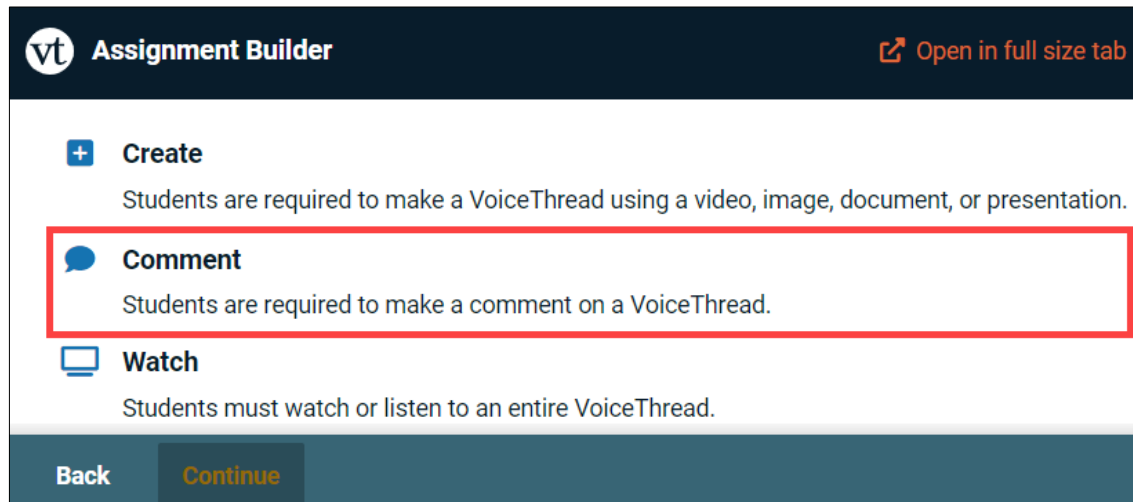 vt Assignment Builder
Open in full size tab
Create
Students are required to make a VoiceThread using a video, image, document, or presentation.
Comment
Students are required to make a comment on a VoiceThread.
Watch
Students must watch or listen to an entire VoiceThread.
Back Continue